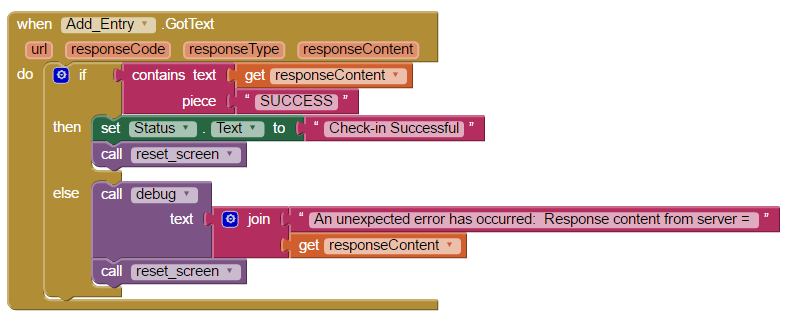 when Add_Entry .GotText
url responseCode responseType responseContent
do if contains text get responseContent
piece “ SUCCESS ”
then set Status . Text to “ Check-in Successful ”
call reset_screen
else call debug
text join “ An unexpected error has occurred: Response content from server = ”
get responseContent
call reset_screen